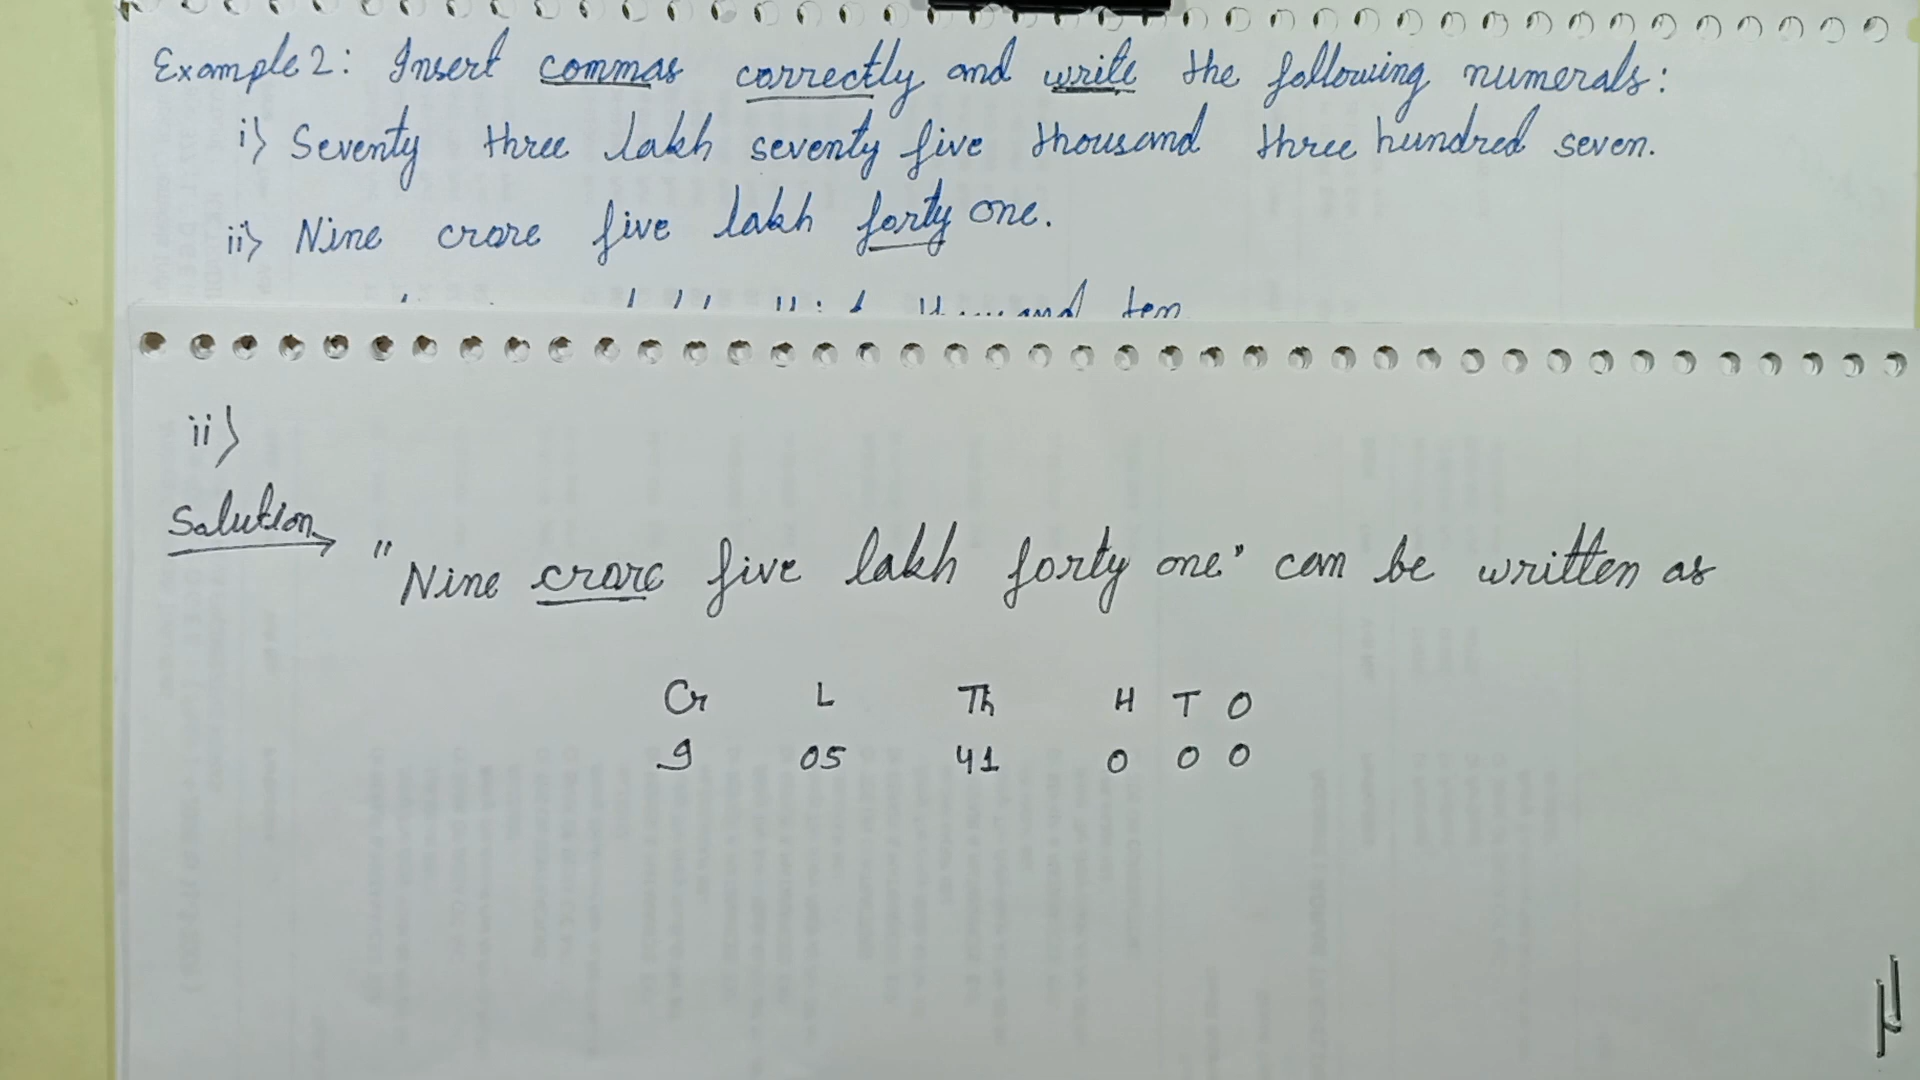 Example 2: Insert commas correctly and write the following numerals:
i) Seventy three lakh seventy five thousand three hundred seven.
ii) Nine crore five lakh forty one.
thousand ten
ii)
Solution
"Nine crore five lakh forty one" can be written as
Cr L Th H T O
9 05 41 0 0 0